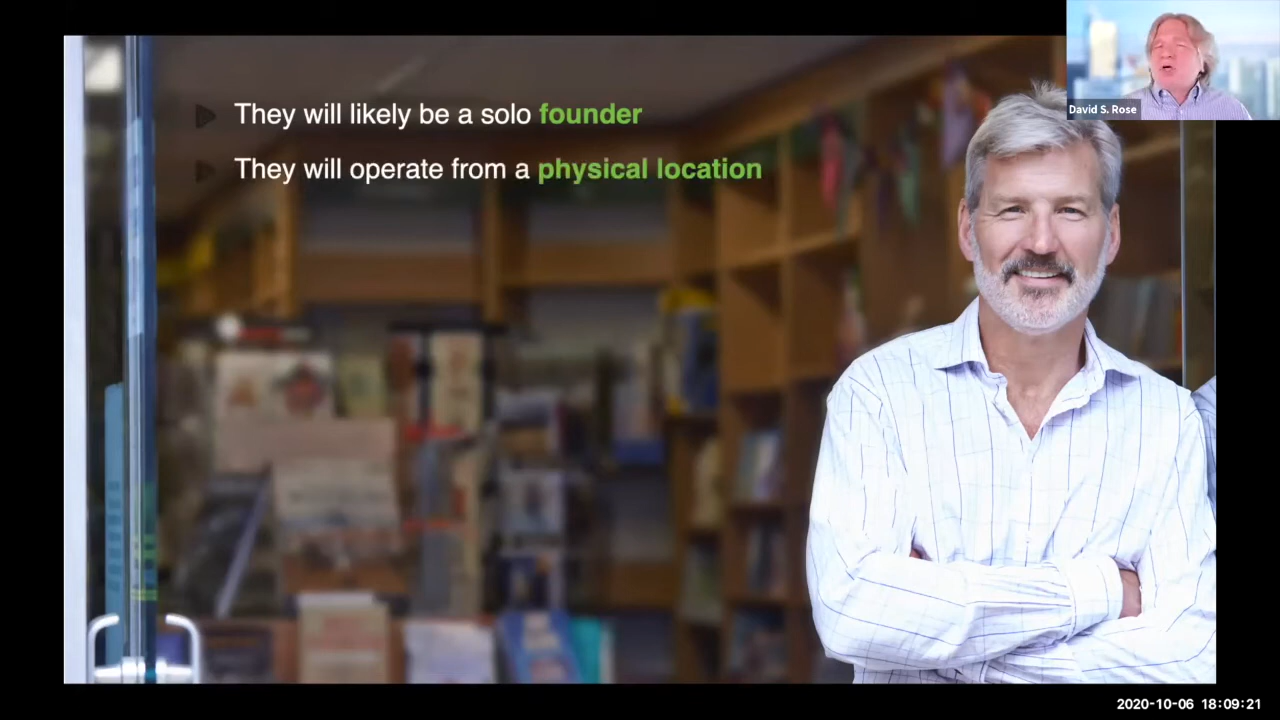 They will likely be a solo founder
They will operate from a physical location
David S. Rose
2020-10-06 18:09:21